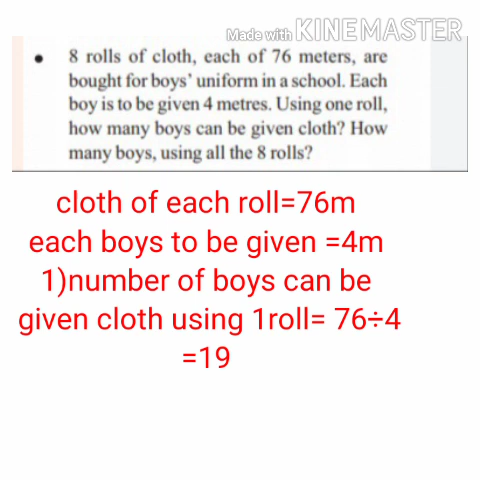 Made with KINEMASTER
• 8 rolls of cloth, each of 76 meters, are
bought for boys' uniform in a school. Each
boy is to be given 4 metres. Using one roll,
how many boys can be given cloth? How
many boys, using all the 8 rolls?
cloth of each roll=76m
each boys to be given =4m
1)number of boys can be
given cloth using 1roll= 76÷4
=19